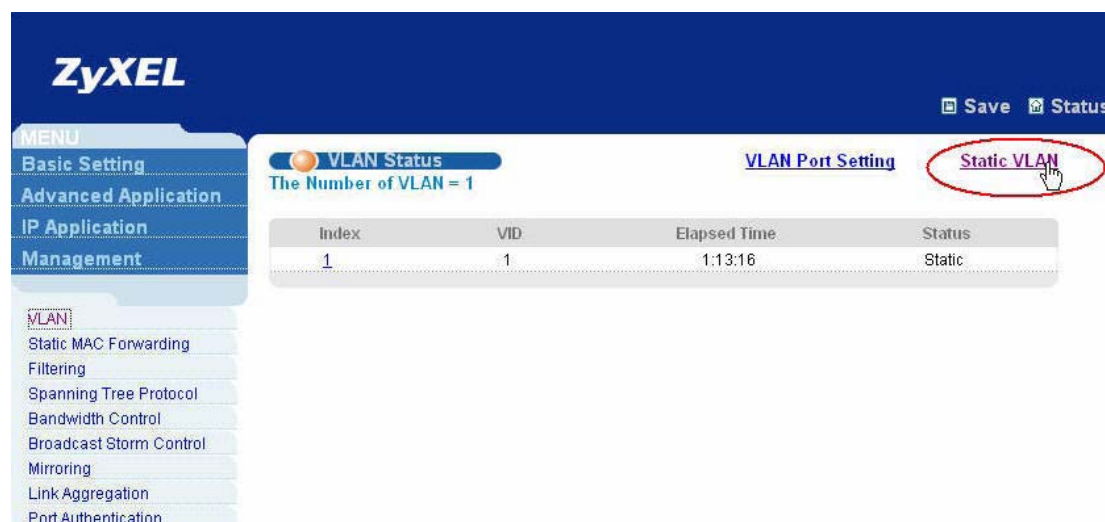 ZyXEL
Save Status
MENU
Basic Setting
Advanced Application
IP Application
Management
VLAN Status
VLAN Port Setting
Static VLAN
The Number of VLAN = 1
Index VID Elapsed Time Status
1 1 1:13:16 Static
VLAN
Static MAC Forwarding
Filtering
Spanning Tree Protocol
Bandwidth Control
Broadcast Storm Control
Mirroring
Link Aggregation
Port Authentication